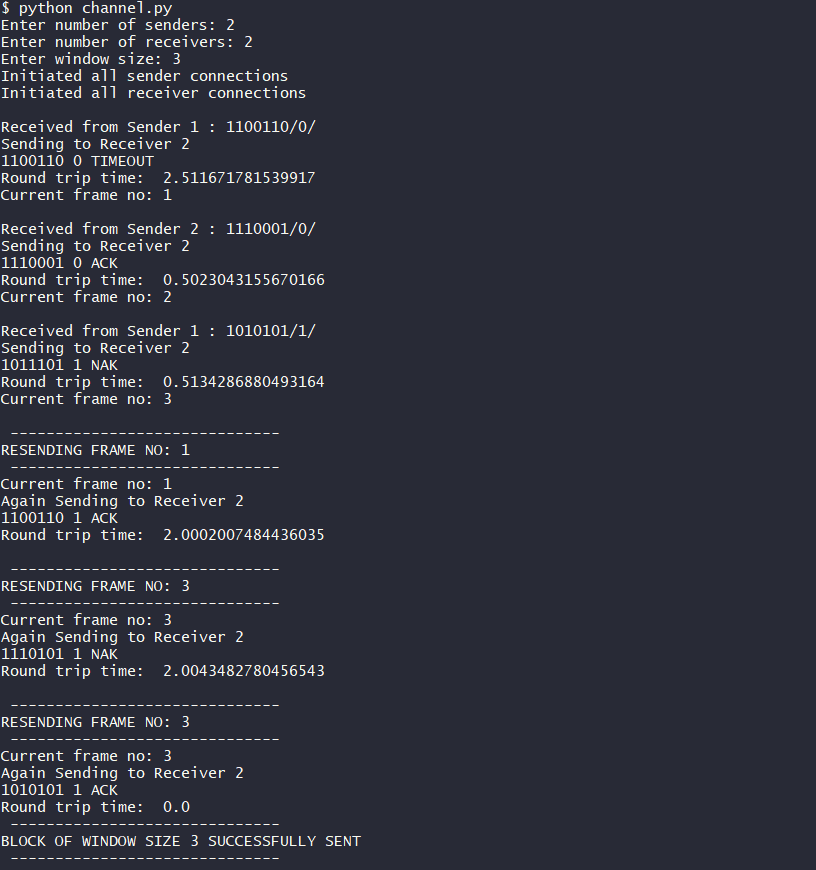 $ python channel.py
Enter number of senders: 2
Enter number of receivers: 2
Enter window size: 3
Initiated all sender connections
Initiated all receiver connections
Received from Sender 1 : 1100110/0/
Sending to Receiver 2
1100110 0 TIMEOUT
Round trip time:  2.511671781539917
Current frame no: 1
Received from Sender 2 : 1110001/0/
Sending to Receiver 2
1110001 0 ACK
Round trip time:  0.5023043155670166
Current frame no: 2
Received from Sender 1 : 1010101/1/
Sending to Receiver 2
1011101 1 NAK
Round trip time:  0.5134286880493164
Current frame no: 3
------------------------------
RESENDING FRAME NO: 1
------------------------------
Current frame no: 1
Again Sending to Receiver 2
1100110 1 ACK
Round trip time:  2.0002007484436035
------------------------------
RESENDING FRAME NO: 3
------------------------------
Current frame no: 3
Again Sending to Receiver 2
1110101 1 NAK
Round trip time:  2.0043482780456543
------------------------------
RESENDING FRAME NO: 3
------------------------------
Current frame no: 3
Again Sending to Receiver 2
1010101 1 ACK
Round trip time:  0.0
------------------------------
BLOCK OF WINDOW SIZE 3 SUCCESSFULLY SENT
------------------------------